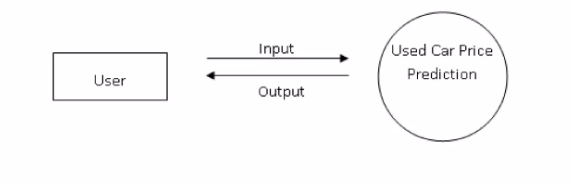 User
Input
Output
Used Car Price
Prediction